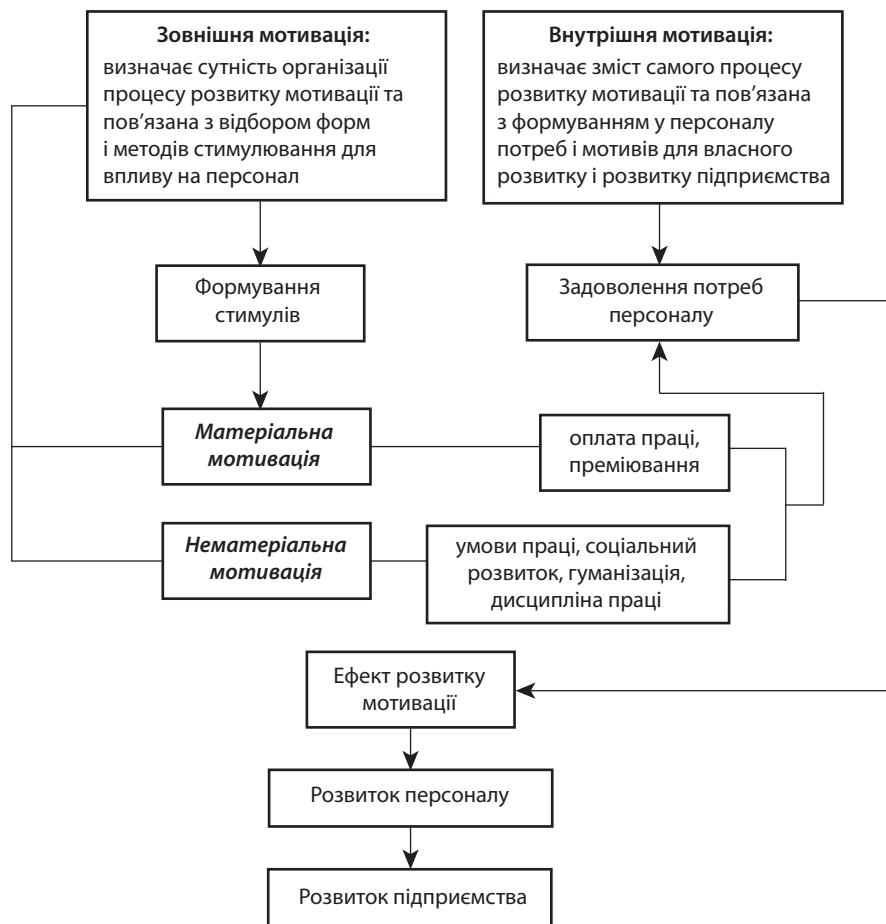 Зовнішня мотивація:
визначає сутність організації
процесу розвитку мотивації та
пов’язана з відбором форм
і методів стимулювання для
впливу на персонал
Внутрішня мотивація:
визначає зміст самого процесу
розвитку мотивації та пов’язана
з формуванням у персоналу
потреб і мотивів для власного
розвитку і розвитку підприємства
Формування
стимулів
Задоволення потреб
персоналу
Матеріальна
мотивація
оплата праці,
преміювання
Нематеріальна
мотивація
умови праці, соціальний
розвиток, гуманізація,
дисципліна праці
Ефект розвитку
мотивації
Розвиток персоналу
Розвиток підприємства